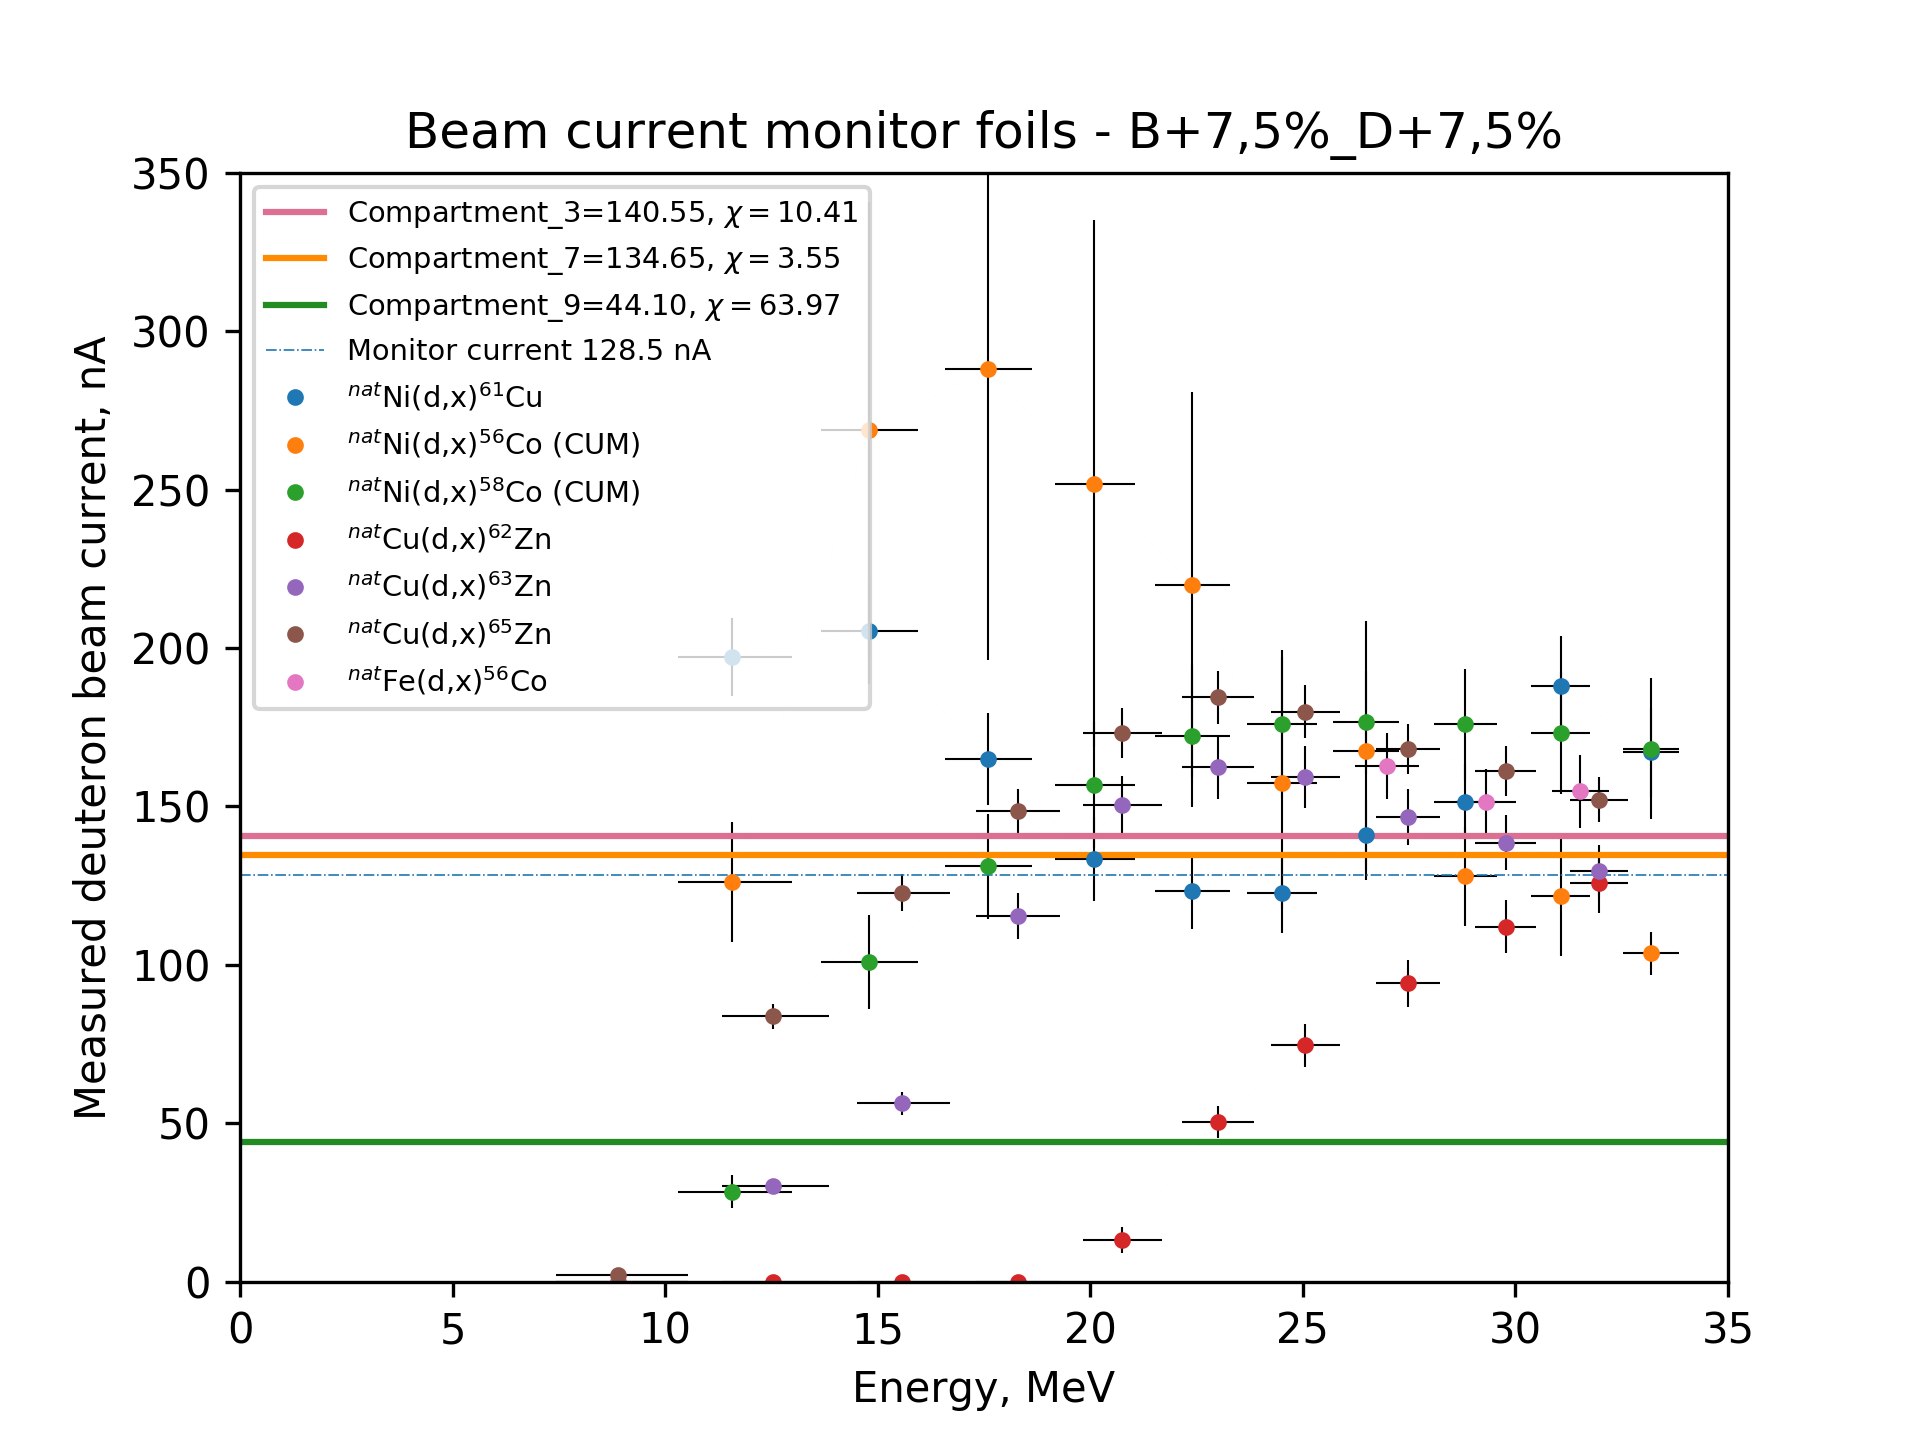 Beam current monitor foils - B+7,5%_D+7,5%
Measured deuteron beam current, nA
350
300
250
200
150
100
50
0
Compartment_3=140.55, χ = 10.41
Compartment_7=134.65, χ = 3.55
Compartment_9=44.10, χ = 63.97
Monitor current 128.5 nA
ⁿᵃᵗNi(d,x)⁶¹Cu
ⁿᵃᵗNi(d,x)⁵⁶Co (CUM)
ⁿᵃᵗNi(d,x)⁵⁸Co (CUM)
ⁿᵃᵗCu(d,x)⁶²Zn
ⁿᵃᵗCu(d,x)⁶³Zn
ⁿᵃᵗCu(d,x)⁶⁵Zn
ⁿᵃᵗFe(d,x)⁵⁶Co
0 5 10 15 20 25 30 35
Energy, MeV